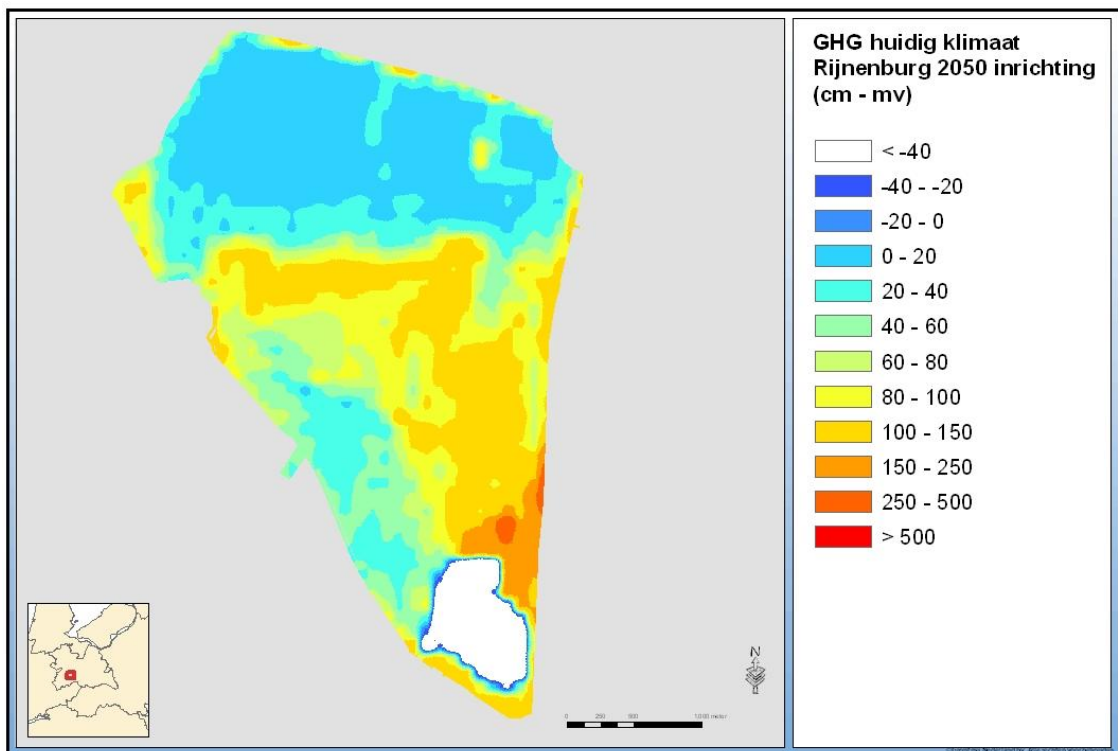 GHG huidig klimaat
Rijnenburg 2050 inrichting
(cm - mv)
< -40
-40 - -20
-20 - 0
0 - 20
20 - 40
40 - 60
60 - 80
80 - 100
100 - 150
150 - 250
250 - 500
> 500
N
0 250 500 1,000 meter